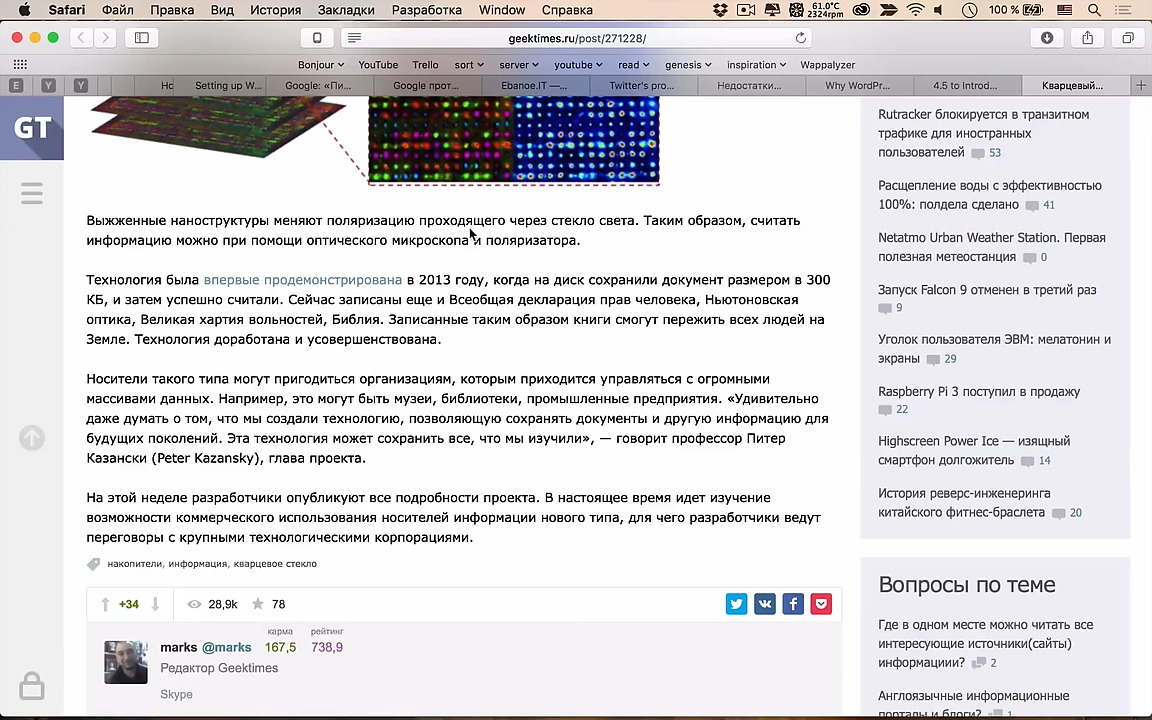 Safari Файл Правка Вид История Закладки Разработка Window Справка
61.0°C
2324rpm
100 %
geektimes.ru/post/271228/
Bonjour YouTube Trello sort server youtube read genesis inspiration Wappalyzer
E Y Y Нс Setting up W... Google: «Пи... Google прот... Ebanoe.IT —... Twitter's pro... Недостатки... Why WordPr... 4.5 to Introd... Кварцевый...
GT
Выжженные наноструктуры меняют поляризацию проходящего через стекло света. Таким образом, считать
информацию можно при помощи оптического микроскопа и поляризатора.
Технология была впервые продемонстрирована в 2013 году, когда на диск сохранили документ размером в 300
КБ, и затем успешно считали. Сейчас записаны еще и Всеобщая декларация прав человека, Ньютоновская
оптика, Великая хартия вольностей, Библия. Записанные таким образом книги смогут пережить всех людей на
Земле. Технология доработана и усовершенствована.
Носители такого типа могут пригодиться организациям, которым приходится управляться с огромными
массивами данных. Например, это могут быть музеи, библиотеки, промышленные предприятия. «Удивительно
даже думать о том, что мы создали технологию, позволяющую сохранять документы и другую информацию для
будущих поколений. Эта технология может сохранить все, что мы изучили», — говорит профессор Питер
Казански (Peter Kazansky), глава проекта.
На этой неделе разработчики опубликуют все подробности проекта. В настоящее время идет изучение
возможности коммерческого использования носителей информации нового типа, для чего разработчики ведут
переговоры с крупными технологическими корпорациями.
накопители, информация, кварцевое стекло
+34 28,9k 78
карма рейтинг
marks @marks 167,5 738,9
Редактор Geektimes
Skype
Rutracker блокируется в транзитном
трафике для иностранных
пользователей 53
Расщепление воды с эффективностью
100%: полдела сделано 41
Netatmo Urban Weather Station. Первая
полезная метеостанция 0
Запуск Falcon 9 отменен в третий раз
9
Уголок пользователя ЭВМ: мелатонин и
экраны 29
Raspberry Pi 3 поступил в продажу
22
Highscreen Power Ice — изящный
смартфон долгожитель 14
История реверс-инженеринга
китайского фитнес-браслета 20
Вопросы по теме
Где в одном месте можно читать все
интересующие источники(сайты)
информациии? 2
Англоязычные информационные
порталы и блоги? 1